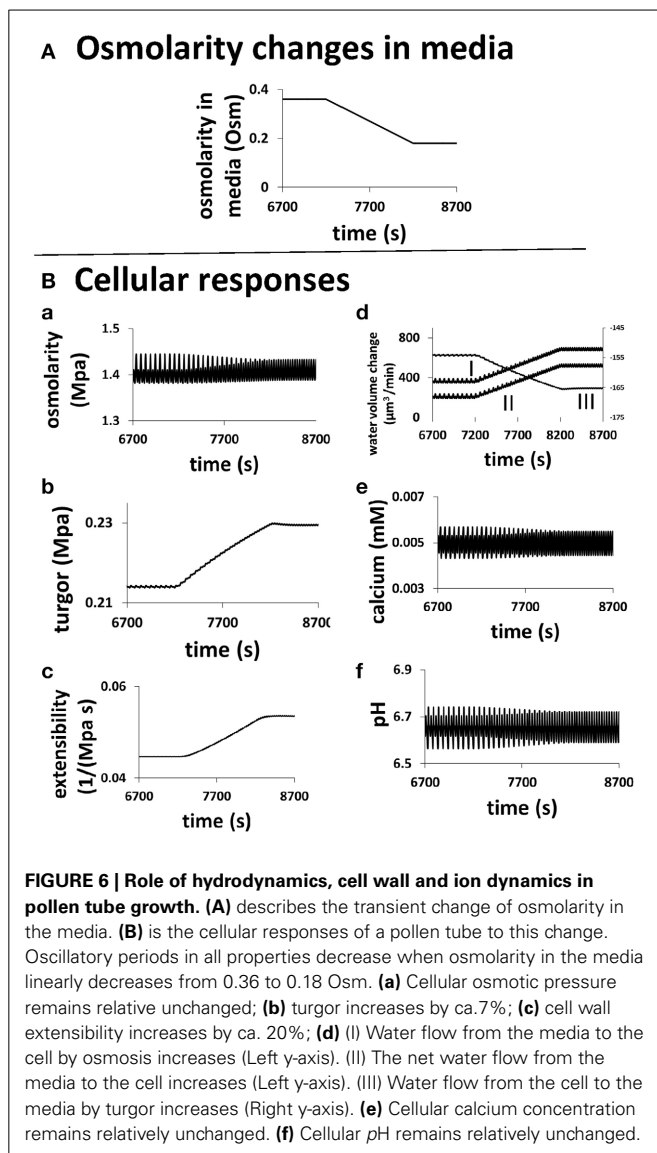 A Osmolarity changes in media
osmolarity in
media (Osm)
0.4
0.2
0
6700 7700 8700
time (s)
B Cellular responses
a
osmolarity
(Mpa)
1.5
1.4
1.3
6700 7700 8700
time (s)
d
water volume change
(µm³/min)
800
400
0
-145
-155
-165
-175
I
II
III
6700 7200 7700 8200 8700
time (s)
b
turgor (Mpa)
0.23
0.21
6700 7700 8700
time (s)
e
calcium (mM)
0.007
0.005
0.003
6700 7700 8700
time (s)
c
extensibility
(1/(Mpa s)
0.06
0.04
6700 7700 8700
time (s)
f
pH
6.9
6.7
6.5
6700 7700 8700
time (s)
FIGURE 6 | Role of hydrodynamics, cell wall and ion dynamics in
pollen tube growth. (A) describes the transient change of osmolarity in
the media. (B) is the cellular responses of a pollen tube to this change.
Oscillatory periods in all properties decrease when osmolarity in the media
linearly decreases from 0.36 to 0.18 Osm. (a) Cellular osmotic pressure
remains relative unchanged; (b) turgor increases by ca.7%; (c) cell wall
extensibility increases by ca. 20%; (d) (I) Water flow from the media to the
cell by osmosis increases (Left y-axis). (II) The net water flow from the
media to the cell increases (Left y-axis). (III) Water flow from the cell to the
media by turgor increases (Right y-axis). (e) Cellular calcium concentration
remains relatively unchanged. (f) Cellular pH remains relatively unchanged.